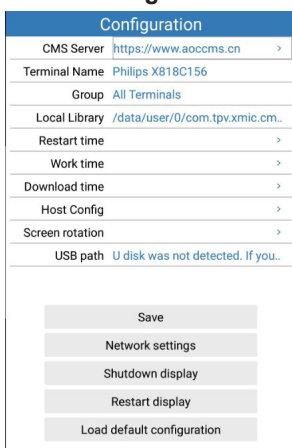 Configuration
CMS Server https://www.aoccms.cn >
Terminal Name Philips X818C156
Group All Terminals
Local Library /data/user/0/com.tpv.xmic.cm..
Restart time >
Work time >
Download time >
Host Config >
Screen rotation >
USB path U disk was not detected. If you..
Save
Network settings
Shutdown display
Restart display
Load default configuration